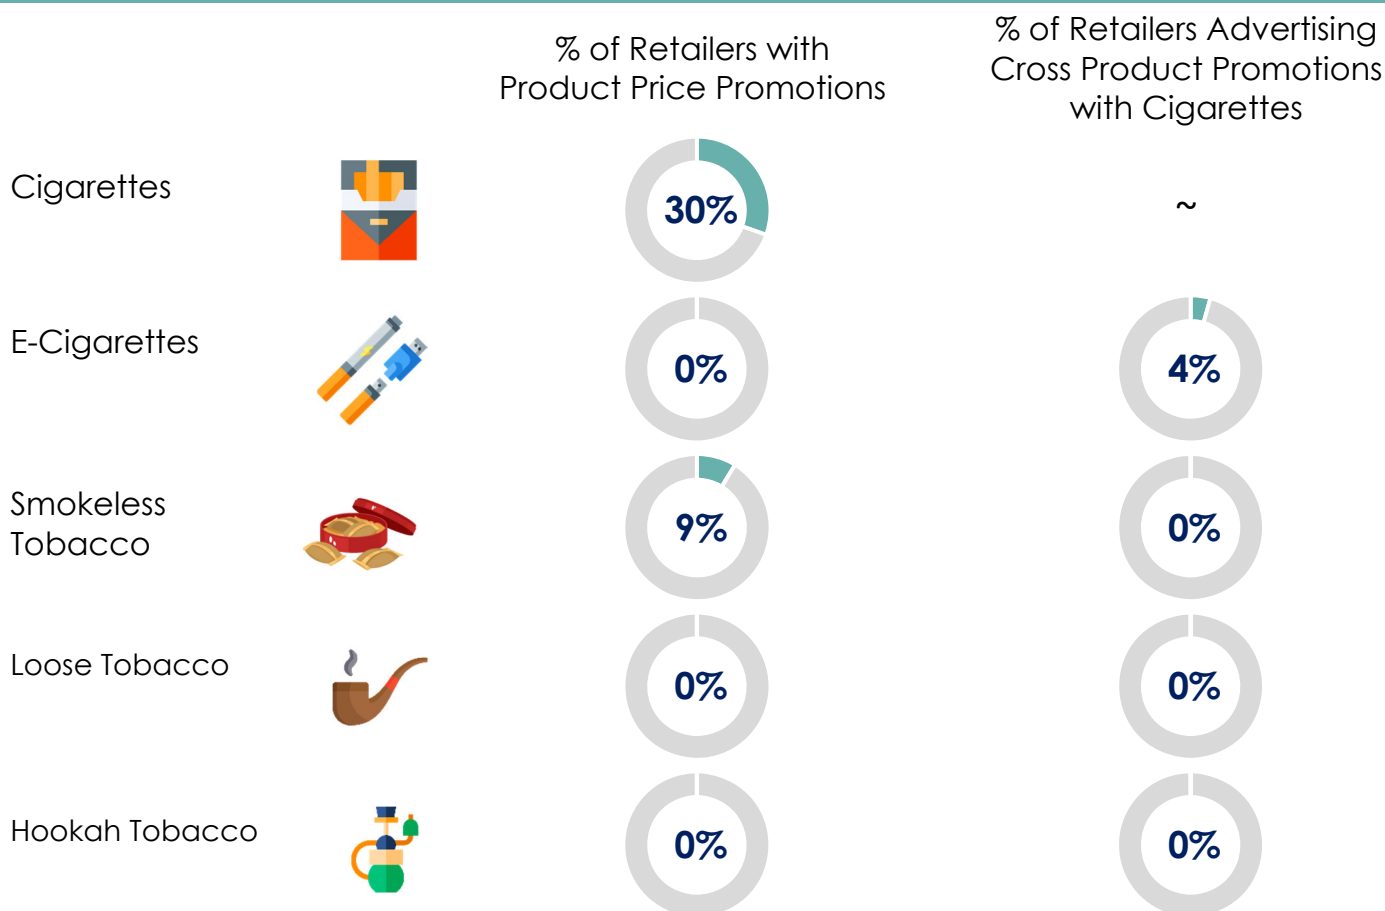 % of Retailers with
Product Price Promotions
% of Retailers Advertising
Cross Product Promotions
with Cigarettes
Cigarettes
30%
~
E-Cigarettes
0%
4%
Smokeless
Tobacco
9%
0%
Loose Tobacco
0%
0%
Hookah Tobacco
0%
0%